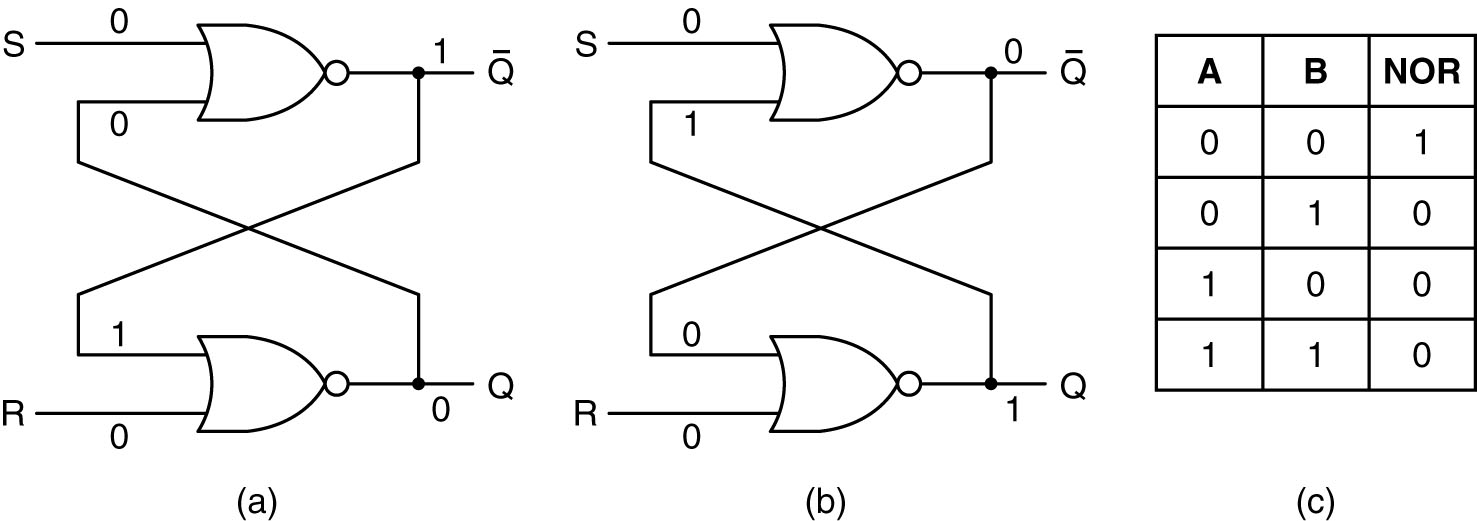 S 0 1 Q̄
0
1
R 0 0 Q
(a)
S 0 0 Q̄
1
0
R 0 1 Q
(b)
A B NOR
0 0 1
0 1 0
1 0 0
1 1 0
(c)